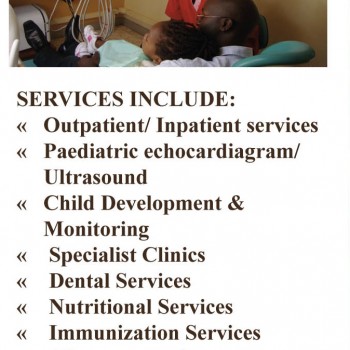 SERVICES INCLUDE:
« Outpatient/ Inpatient services
« Paediatric echocardiagram/
Ultrasound
« Child Development &
Monitoring
« Specialist Clinics
« Dental Services
« Nutritional Services
« Immunization Services